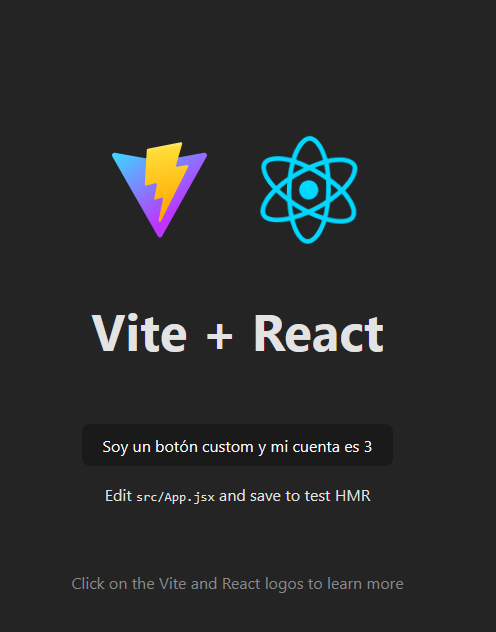 Vite + React
Soy un botón custom y mi cuenta es 3
Edit src/App.jsx and save to test HMR
Click on the Vite and React logos to learn more